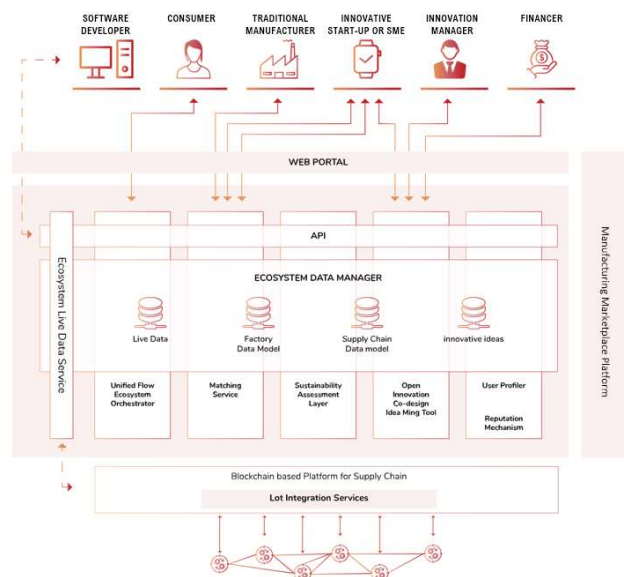 SOFTWARE
DEVELOPER
CONSUMER
TRADITIONAL
MANUFACTURER
INNOVATIVE
START-UP OR SME
INNOVATION
MANAGER
FINANCER
WEB PORTAL
Manufacturing Marketplace Platform
Ecosystem Live Data Service
API
ECOSYSTEM DATA MANAGER
Live Data
Factory
Data Model
Supply Chain
Data model
innovative ideas
Unified Flow
Ecosystem
Orchestrator
Matching
Service
Sustainability
Assessment
Layer
Open
Innovation
Co-design
Idea Ming Tool
User Profiler
Reputation
Mechanism
Blockchain based Platform for Supply Chain
Lot Integration Services